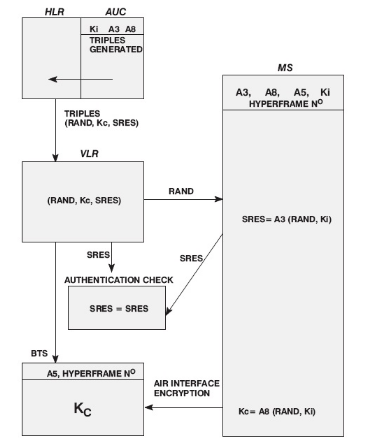 HLR AUC
Ki A3 A8
TRIPLES
GENERATED
TRIPLES
(RAND, Kc, SRES)
VLR
(RAND, Kc, SRES)
RAND
MS
A3, A8, A5, Ki
HYPERFRAME Nº
SRES= A3 (RAND, Ki)
SRES
SRES
AUTHENTICATION CHECK
SRES = SRES
BTS
A5, HYPERFRAME Nº
KC
AIR INTERFACE
ENCRYPTION
Kc= A8 (RAND, Ki)